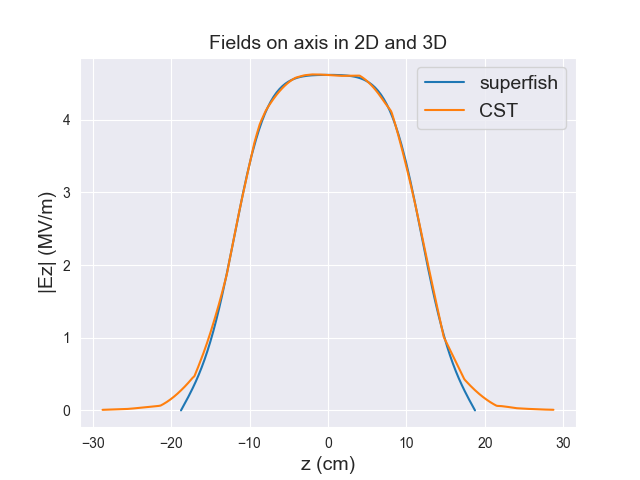 Fields on axis in 2D and 3D
superfish
CST
|Ez| (MV/m)
4
3
2
1
0
−30
−20
−10
0
10
20
30
z (cm)